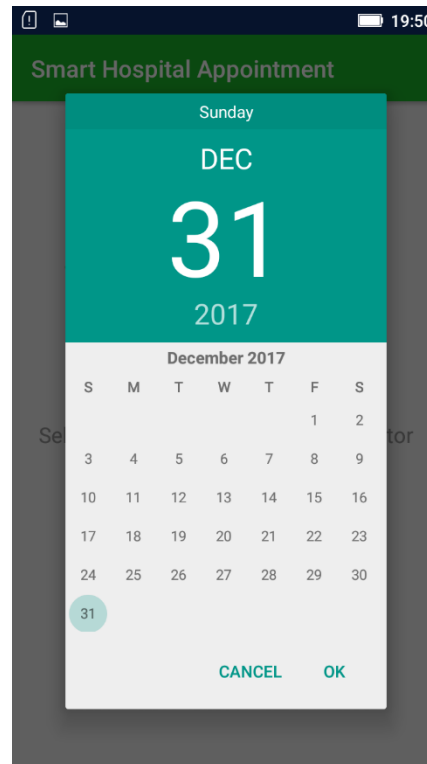 19:50
Smart Hospital Appointment
Sunday
DEC
31
2017
December 2017
S M T W T F S
1 2
Sel tor
3 4 5 6 7 8 9
10 11 12 13 14 15 16
17 18 19 20 21 22 23
24 25 26 27 28 29 30
31
CANCEL OK